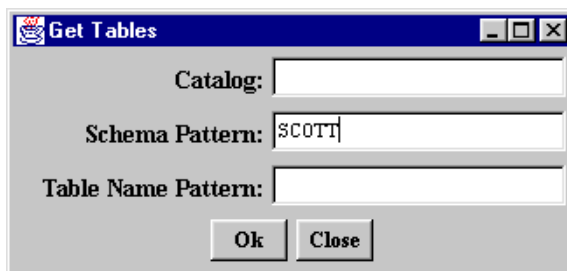 Get Tables
Catalog:
Schema Pattern: SCOTT
Table Name Pattern:
Ok Close